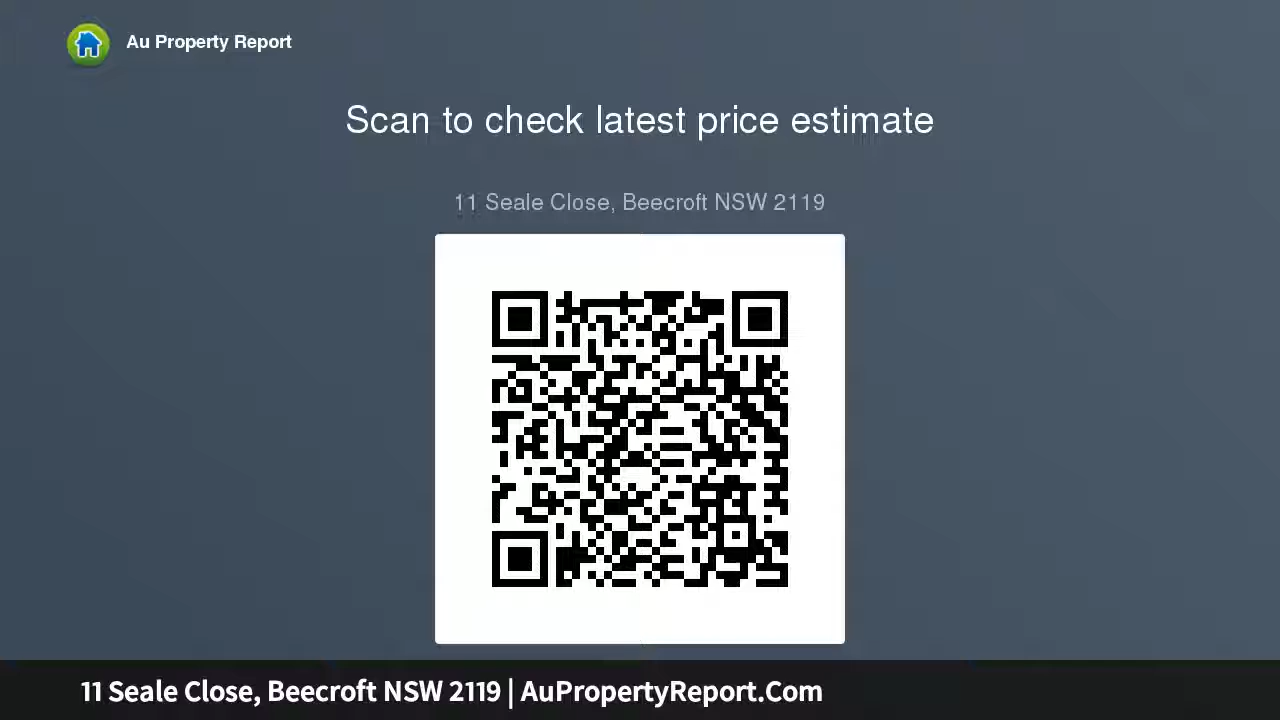 Au Property Report
Scan to check latest price estimate
11 Seale Close, Beecroft NSW 2119
11 Seale Close, Beecroft NSW 2119 | AuPropertyReport.Com